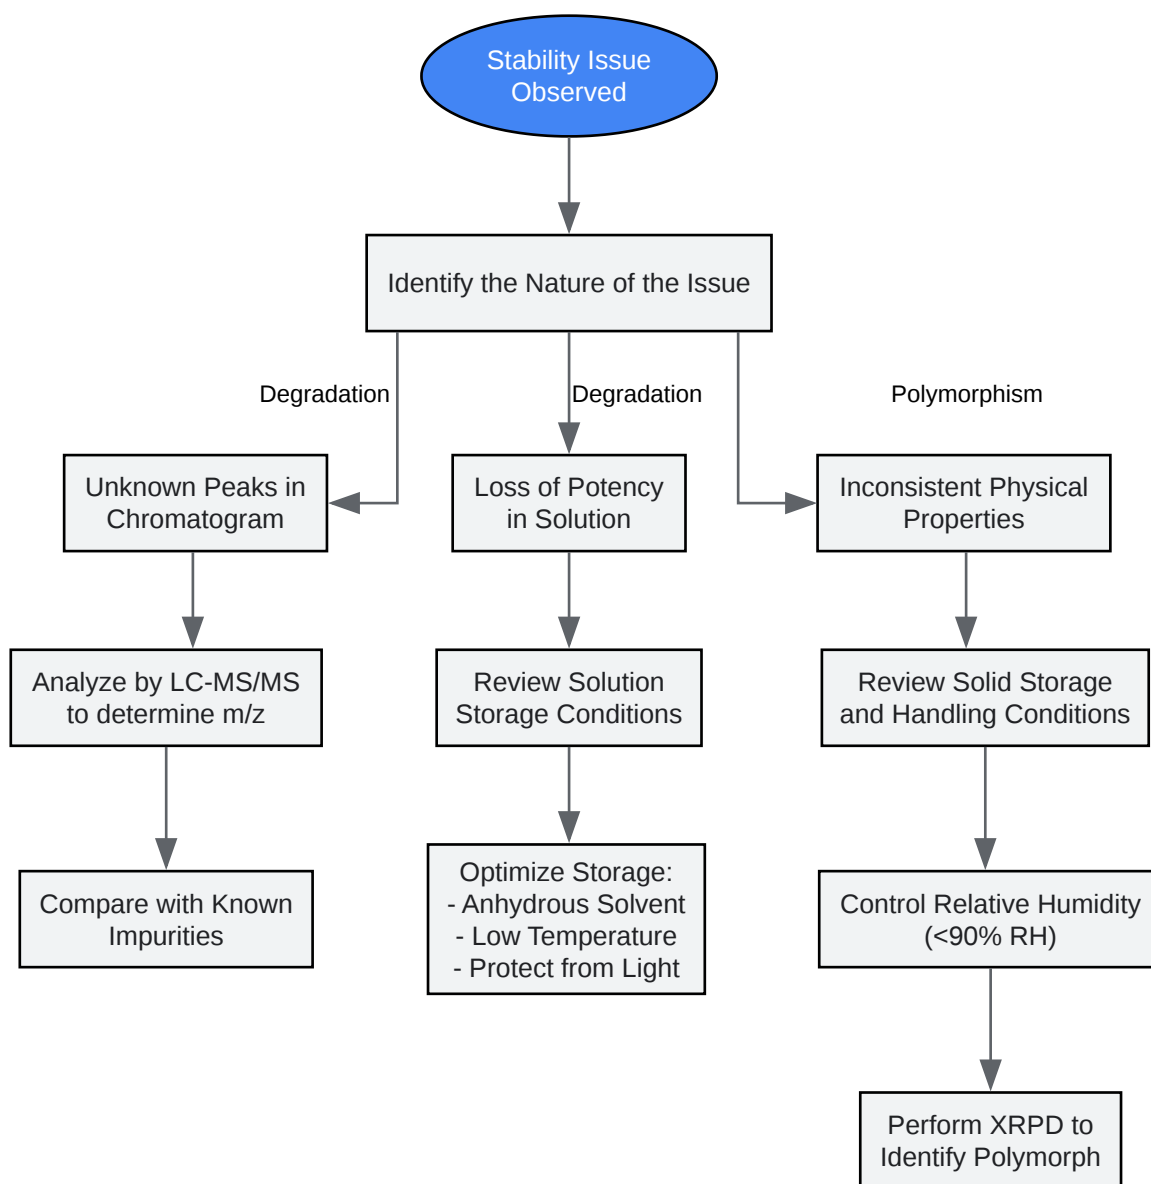 Stability Issue
Observed
Identify the Nature of the Issue
Degradation
Degradation
Polymorphism
Unknown Peaks in
Chromatogram
Loss of Potency
in Solution
Inconsistent Physical
Properties
Analyze by LC-MS/MS
to determine m/z
Review Solution
Storage Conditions
Review Solid Storage
and Handling Conditions
Compare with Known
Impurities
Optimize Storage:
- Anhydrous Solvent
- Low Temperature
- Protect from Light
Control Relative Humidity
(<90% RH)
Perform XRPD to
Identify Polymorph